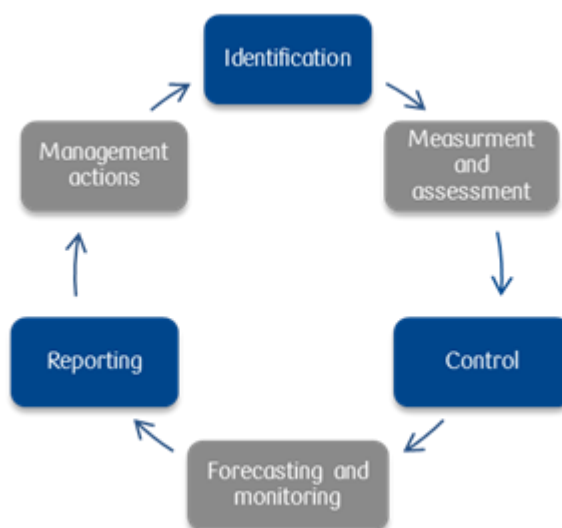 Identification
Measurment
and
assessment
Control
Forecasting and
monitoring
Reporting
Management
actions